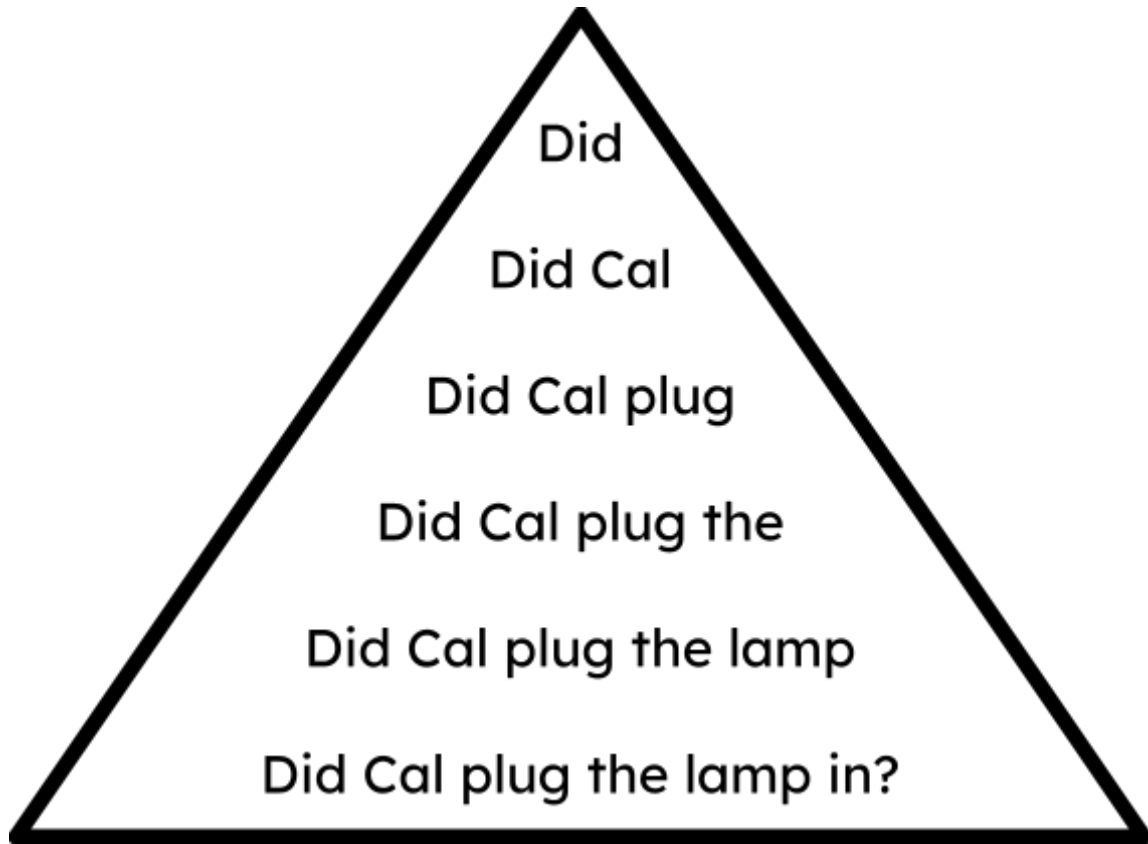 Did
Did Cal
Did Cal plug
Did Cal plug the
Did Cal plug the lamp
Did Cal plug the lamp in?